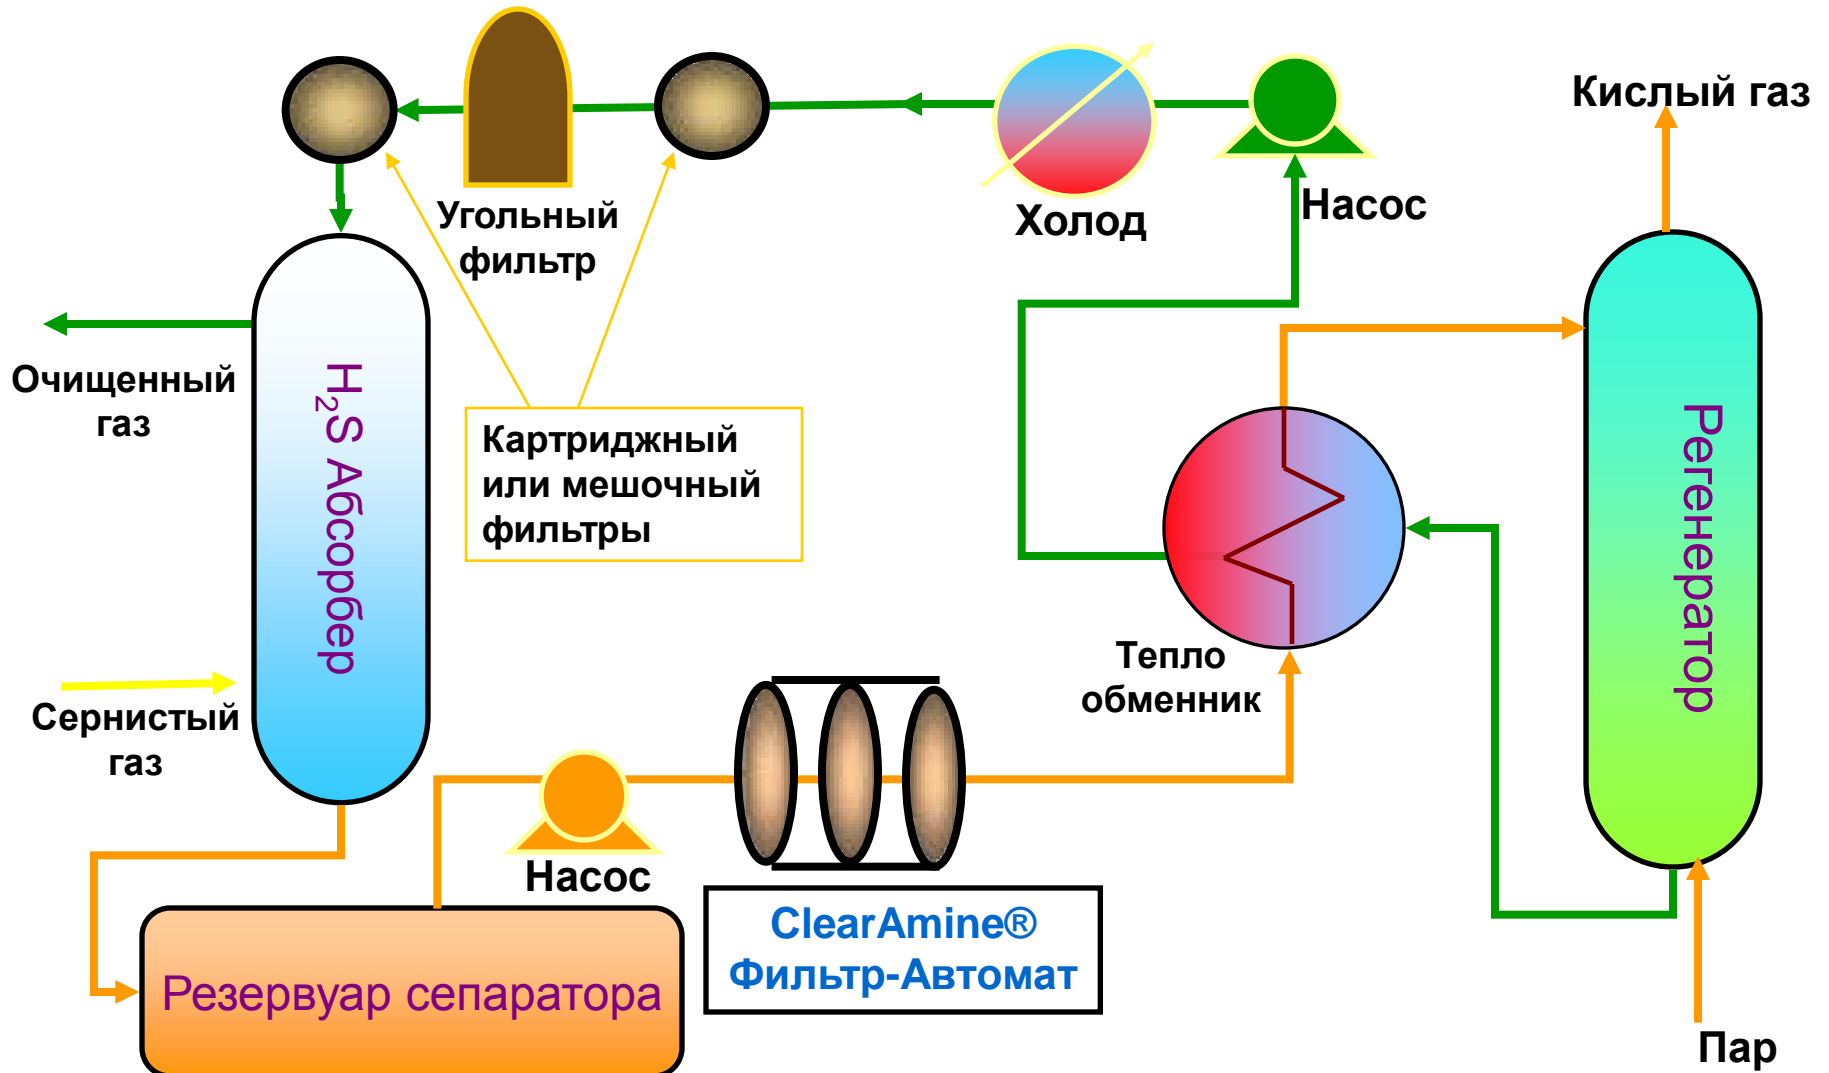 Кислый газ
Угольный
фильтр
Холод
Насос
Очищенный
газ
H₂S Абсорбер
Картриджный
или мешочный
фильтры
Регенератор
Тепло
обменник
Сернистый
газ
Насос
ClearAmine®
Фильтр-Автомат
Резервуар сепаратора
Пар